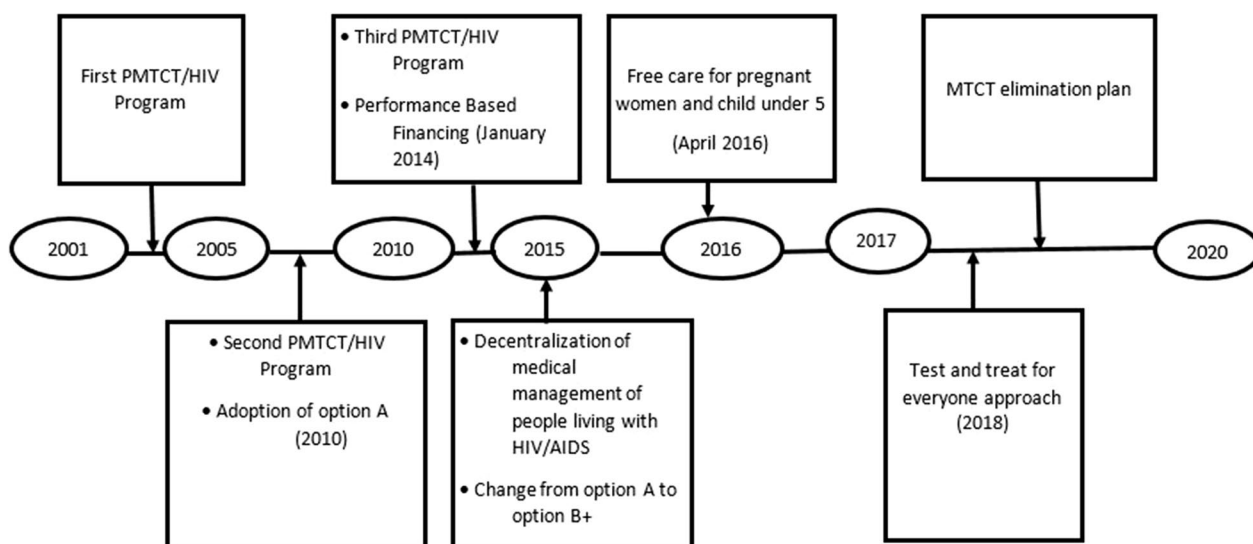 First PMTCT/HIV
Program
• Third PMTCT/HIV
Program
• Performance Based
Financing (January
2014)
Free care for pregnant
women and child under 5
(April 2016)
MTCT elimination plan
2001
2005
2010
2015
2016
2017
2020
• Second PMTCT/HIV
Program
• Adoption of option A
(2010)
• Decentralization of
medical
management of
people living with
HIV/AIDS
• Change from option A to
option B+
Test and treat for
everyone approach
(2018)